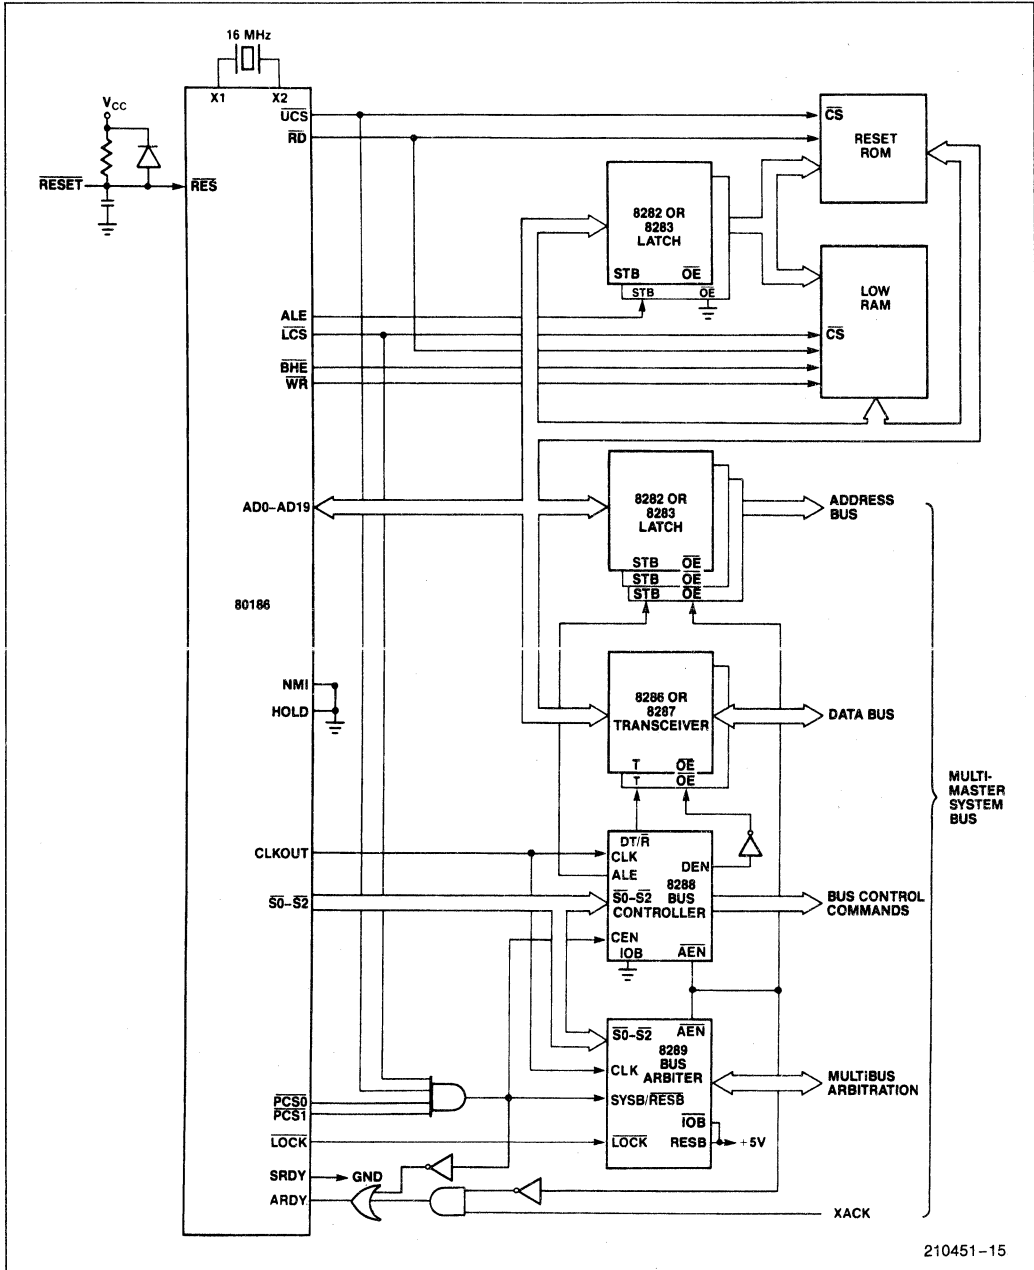 16 MHz
X1 X2
V̅CC
UCS
RD
RESET
RES
CS
RESET
ROM
8282 OR
8283
LATCH
STB OE
STB OE
LOW
RAM
CS
ALE
LCS
BHE
WR
AD0–AD19
8282 OR
8283
LATCH
STB OE
STB OE
STB OE
ADDRESS
BUS
80186
NMI
HOLD
8286 OR
8287
TRANSCEIVER
T OE
T OE
DATA BUS
MULTI-
MASTER
SYSTEM
BUS
CLKOUT
S0–S2
DT/R
CLK
ALE
DEN
S0–S2
8288
BUS
CONTROLLER
CEN
IOB
AEN
BUS CONTROL
COMMANDS
S0–S2
AEN
8289
BUS
ARBITER
CLK
SYSB/RESB
IOB
RESB
LOCK
+5V
MULTiBUS
ARBITRATION
PCS0
PCS1
LOCK
SRDY
GND
ARDY
XACK
210451–15